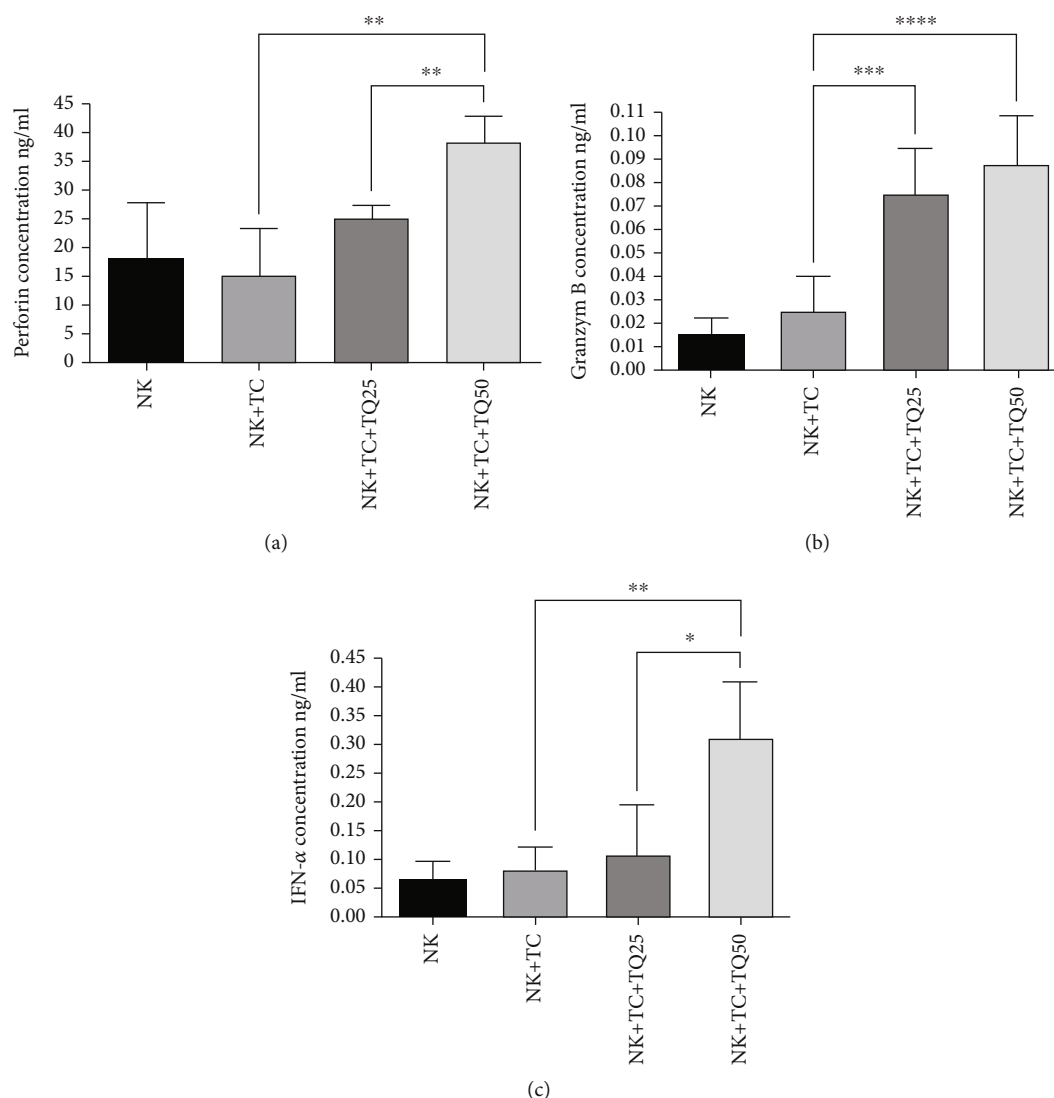 **
**
Perforin concentration ng/ml
45
40
35
30
25
20
15
10
5
0
NK
NK+TC
NK+TC+TQ25
NK+TC+TQ50
(a)
****
***
Granzym B concentration ng/ml
0.11
0.10
0.09
0.08
0.07
0.06
0.05
0.04
0.03
0.02
0.01
0.00
NK
NK+TC
NK+TC+TQ25
NK+TC+TQ50
(b)
**
*
IFN-α concentration ng/ml
0.45
0.40
0.35
0.30
0.25
0.20
0.15
0.10
0.05
0.00
NK
NK+TC
NK+TC+TQ25
NK+TC+TQ50
(c)